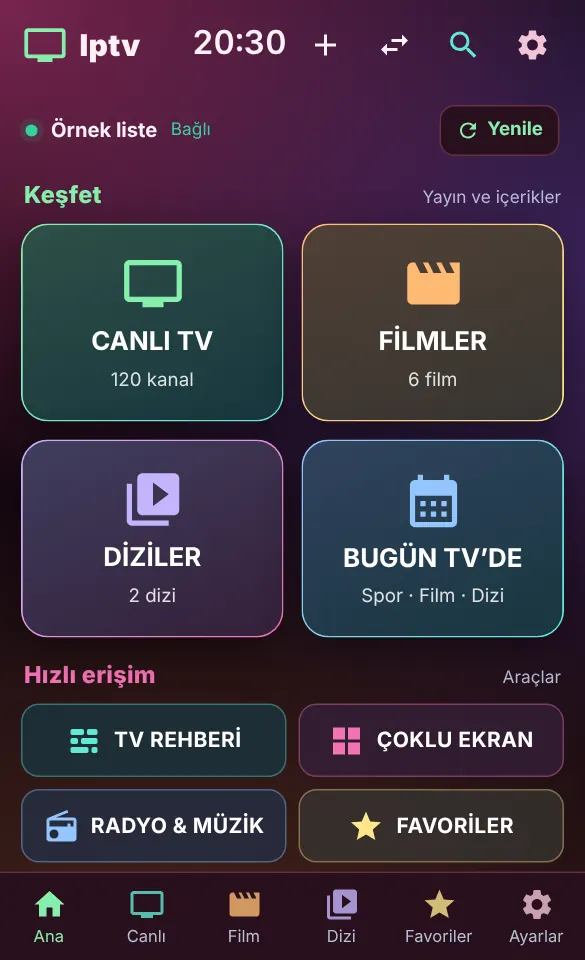 Iptv 20:30
Örnek liste Bağlı Yenile
Keşfet Yayın ve içerikler
CANLI TV
120 kanal
FİLMLER
6 film
DİZİLER
2 dizi
BUGÜN TV’DE
Spor · Film · Dizi
Hızlı erişim Araçlar
TV REHBERİ
ÇOKLU EKRAN
RADYO & MÜZİK
FAVORİLER
Ana Canlı Film Dizi Favoriler Ayarlar